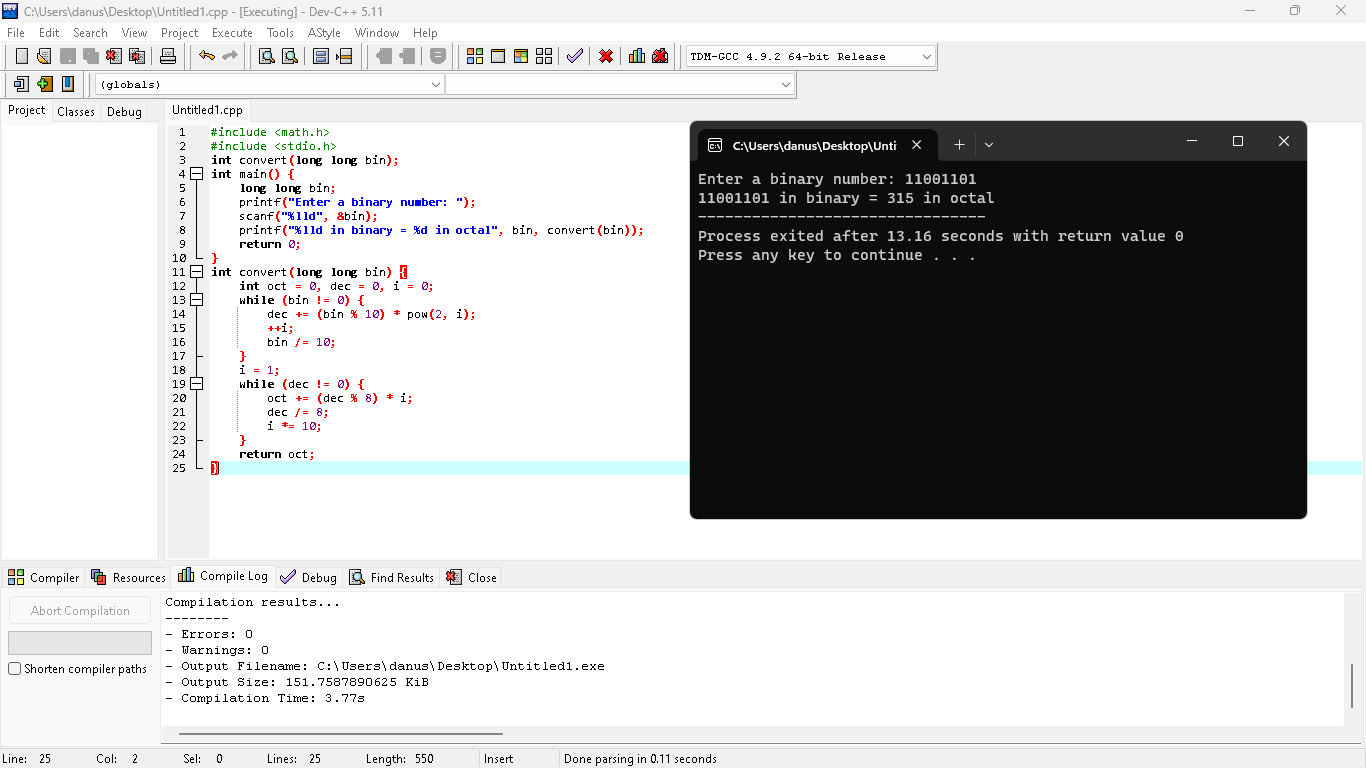 C:\Users\danus\Desktop\Untitled1.cpp - [Executing] - Dev-C++ 5.11
File Edit Search View Project Execute Tools AStyle Window Help
TDM-GCC 4.9.2 64-bit Release
(globals)
Project Classes Debug
Untitled1.cpp
1 #include <math.h>
2 #include <stdio.h>
3 int convert(long long bin);
4 int main() {
5 long long bin;
6 printf("Enter a binary number: ");
7 scanf("%lld", &bin);
8 printf("%lld in binary = %d in octal", bin, convert(bin));
9 return 0;
10 }
11 int convert(long long bin) {
12 int oct = 0, dec = 0, i = 0;
13 while (bin != 0) {
14 dec += (bin % 10) * pow(2, i);
15 ++i;
16 bin /= 10;
17 }
18 i = 1;
19 while (dec != 0) {
20 oct += (dec % 8) * i;
21 dec /= 8;
22 i *= 10;
23 }
24 return oct;
25 }
C:\Users\danus\Desktop\Unti
Enter a binary number: 11001101
11001101 in binary = 315 in octal
--------------------------------
Process exited after 13.16 seconds with return value 0
Press any key to continue . . .
Compiler Resources Compile Log Debug Find Results Close
Abort Compilation
Shorten compiler paths
Compilation results...
--------
- Errors: 0
- Warnings: 0
- Output Filename: C:\Users\danus\Desktop\Untitled1.exe
- Output Size: 151.7587890625 KiB
- Compilation Time: 3.77s
Line: 25 Col: 2 Sel: 0 Lines: 25 Length: 550 Insert Done parsing in 0.11 seconds